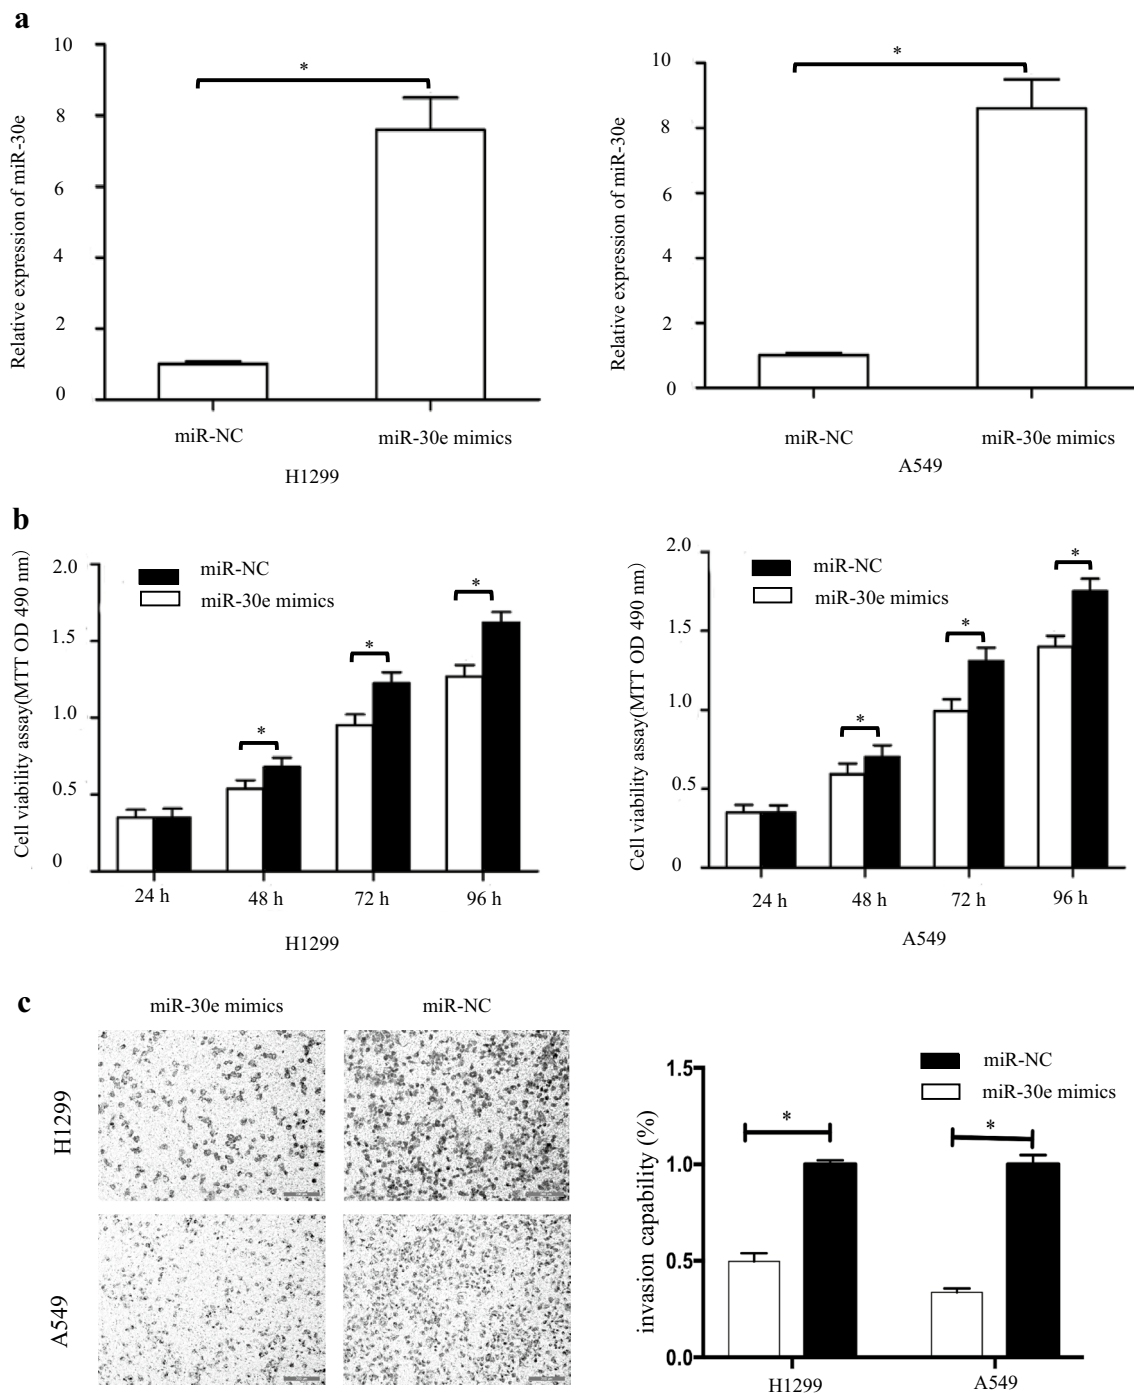 a
10
8
6
4
2
0
Relative expression of miR-30e
*
miR-NC
miR-30e mimics
H1299
10
8
6
4
2
0
Relative expression of miR-30e
*
miR-NC
miR-30e mimics
A549
b
2.0
1.5
1.0
0.5
0
Cell viability assay(MTT OD 490 nm)
miR-NC
miR-30e mimics
*
*
*
24 h
48 h
72 h
96 h
H1299
2.0
1.5
1.0
0.5
0
Cell viability assay(MTT OD 490 nm)
miR-NC
miR-30e mimics
*
*
*
24 h
48 h
72 h
96 h
A549
c
miR-30e mimics
miR-NC
H1299
A549
1.5
1.0
0.5
0.0
invasion capability (%)
miR-NC
miR-30e mimics
*
*
H1299
A549